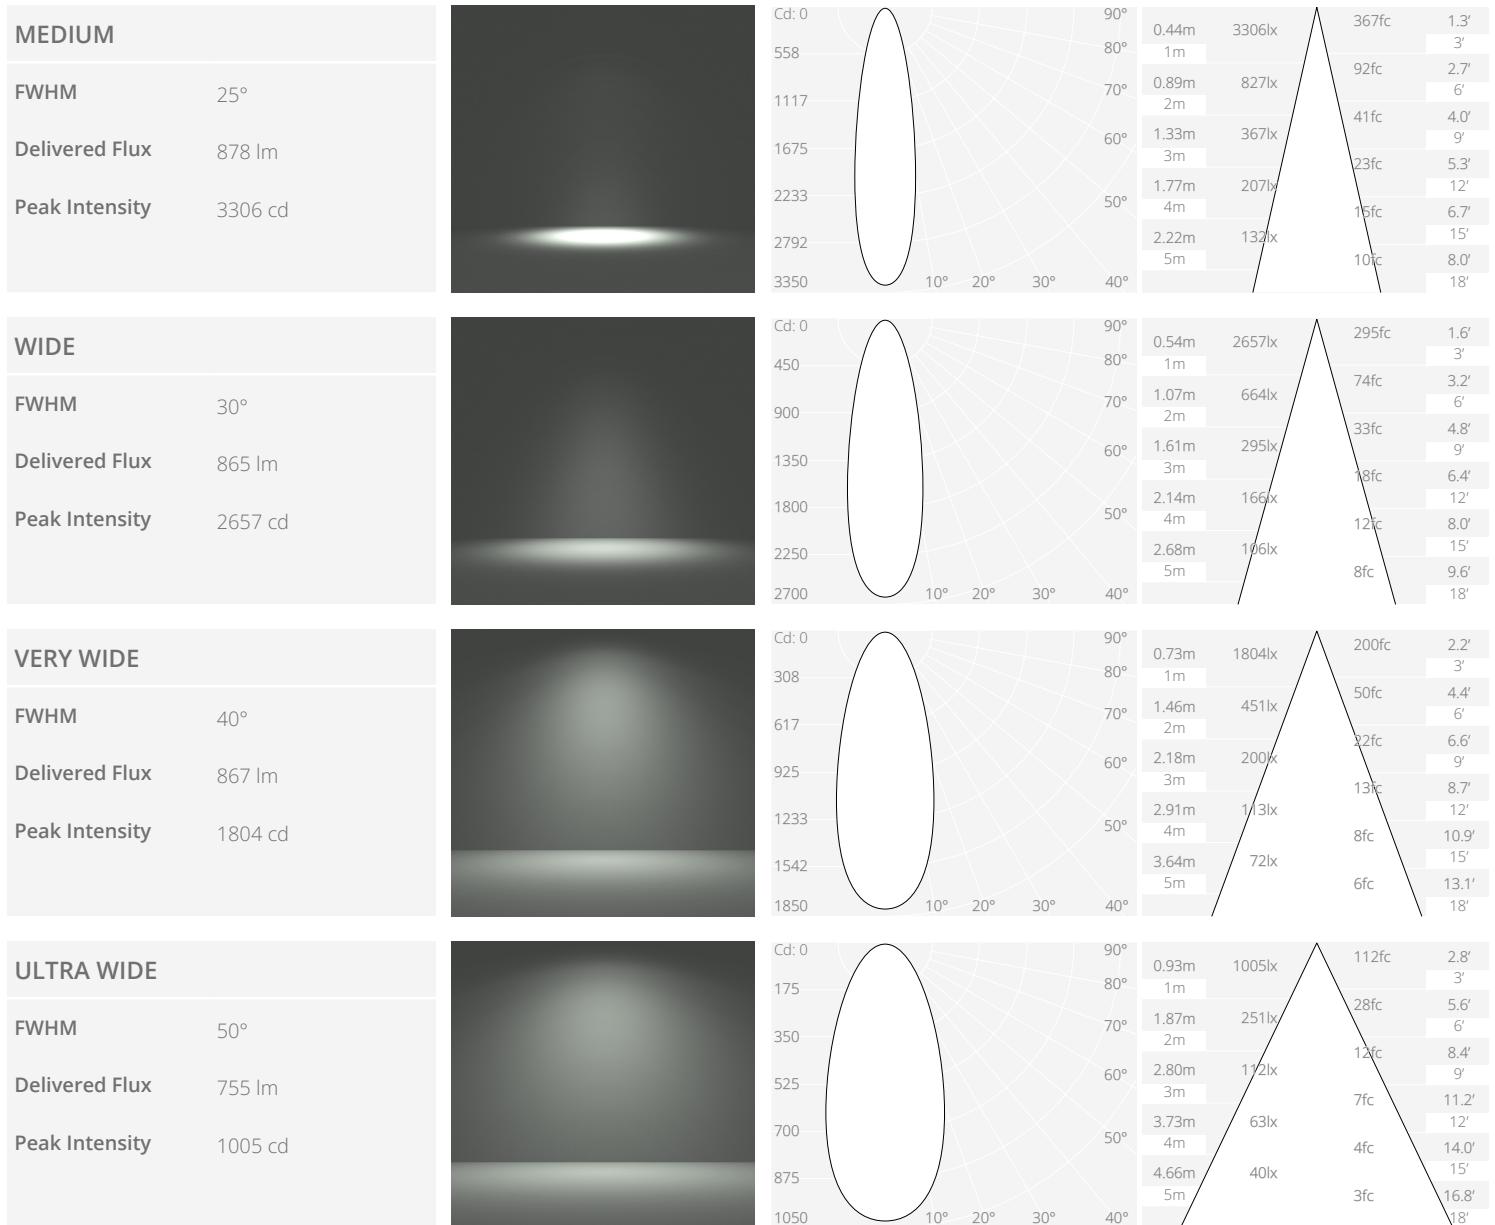 MEDIUM
FWHM 25°
Delivered Flux 878 lm
Peak Intensity 3306 cd
Cd: 0 90°
558 80°
1117 70°
1675 60°
2233 50°
2792
3350 10° 20° 30° 40°
0.44m 3306lx 367fc 1.3’
1m 3’
0.89m 827lx 92fc 2.7’
2m 6’
1.33m 367lx 41fc 4.0’
3m 9’
1.77m 207lx 23fc 5.3’
4m 12’
2.22m 132lx 15fc 6.7’
5m 15’
10fc 8.0’
18’
WIDE
FWHM 30°
Delivered Flux 865 lm
Peak Intensity 2657 cd
Cd: 0 90°
450 80°
900 70°
1350 60°
1800 50°
2250
2700 10° 20° 30° 40°
0.54m 2657lx 295fc 1.6’
1m 3’
1.07m 664lx 74fc 3.2’
2m 6’
1.61m 295lx 33fc 4.8’
3m 9’
2.14m 166lx 18fc 6.4’
4m 12’
2.68m 106lx 12fc 8.0’
5m 15’
8fc 9.6’
18’
VERY WIDE
FWHM 40°
Delivered Flux 867 lm
Peak Intensity 1804 cd
Cd: 0 90°
308 80°
617 70°
925 60°
1233 50°
1542
1850 10° 20° 30° 40°
0.73m 1804lx 200fc 2.2’
1m 3’
1.46m 451lx 50fc 4.4’
2m 6’
2.18m 200lx 22fc 6.6’
3m 9’
2.91m 113lx 13fc 8.7’
4m 12’
3.64m 72lx 8fc 10.9’
5m 15’
6fc 13.1’
18’
ULTRA WIDE
FWHM 50°
Delivered Flux 755 lm
Peak Intensity 1005 cd
Cd: 0 90°
175 80°
350 70°
525 60°
700 50°
875
1050 10° 20° 30° 40°
0.93m 1005lx 112fc 2.8’
1m 3’
1.87m 251lx 28fc 5.6’
2m 6’
2.80m 112lx 12fc 8.4’
3m 9’
3.73m 63lx 7fc 11.2’
4m 12’
4.66m 40lx 4fc 14.0’
5m 15’
3fc 16.8’
18’